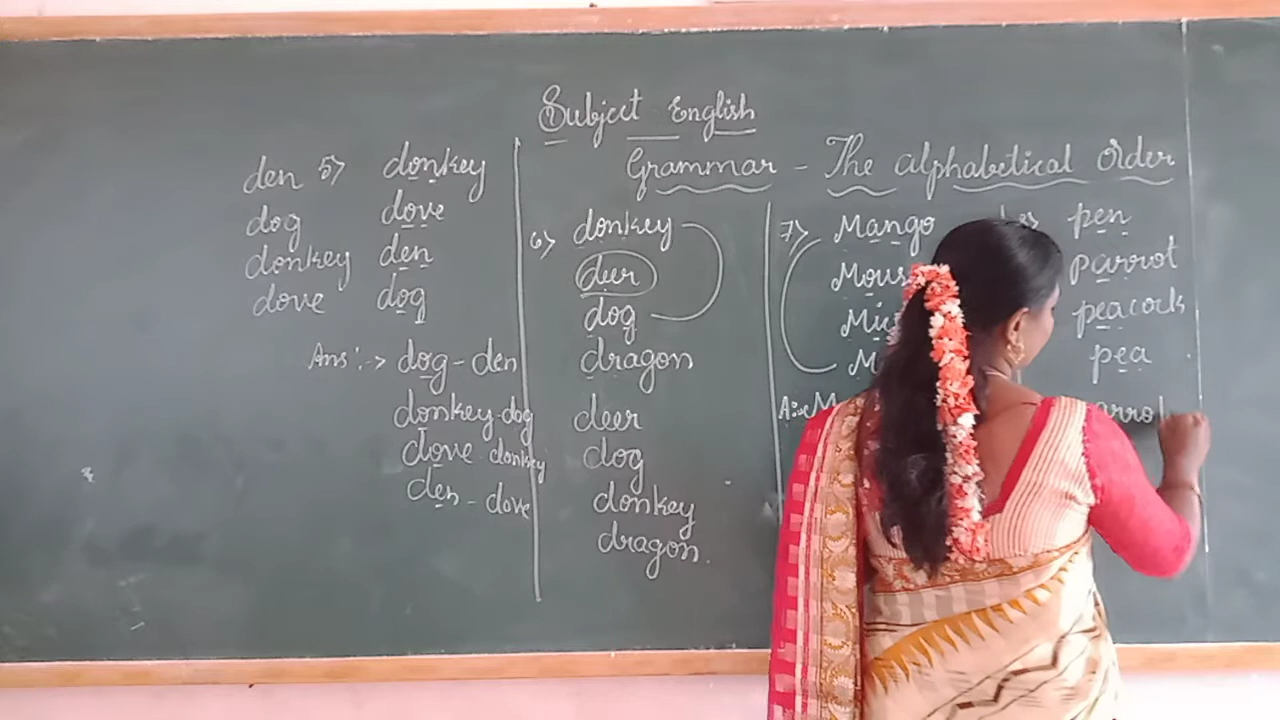 Subject English
Grammar - The alphabetical Order
den 5> donkey
dog dove
donkey den
dove dog
Ans:-> dog - den
donkey - dog
dove donkey
den - dove
6> donkey
deer
dog
dragon
deer
dog
donkey
dragon.
7> Mango
pen
parrot
peacock
pea